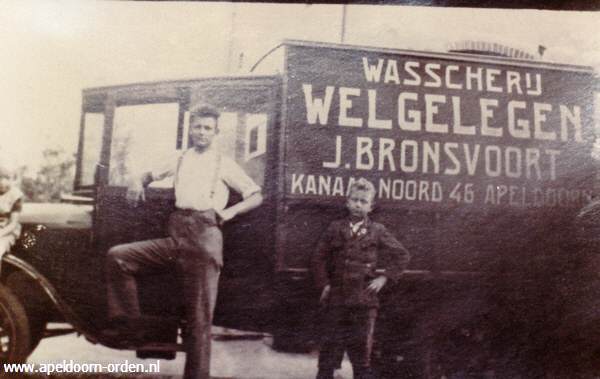 WASSCHERIJ
WELGELEGEN
J. BRONSVOORT
KANAAL NOORD 46 APELDOORN
www.apeldoorn-orden.nl